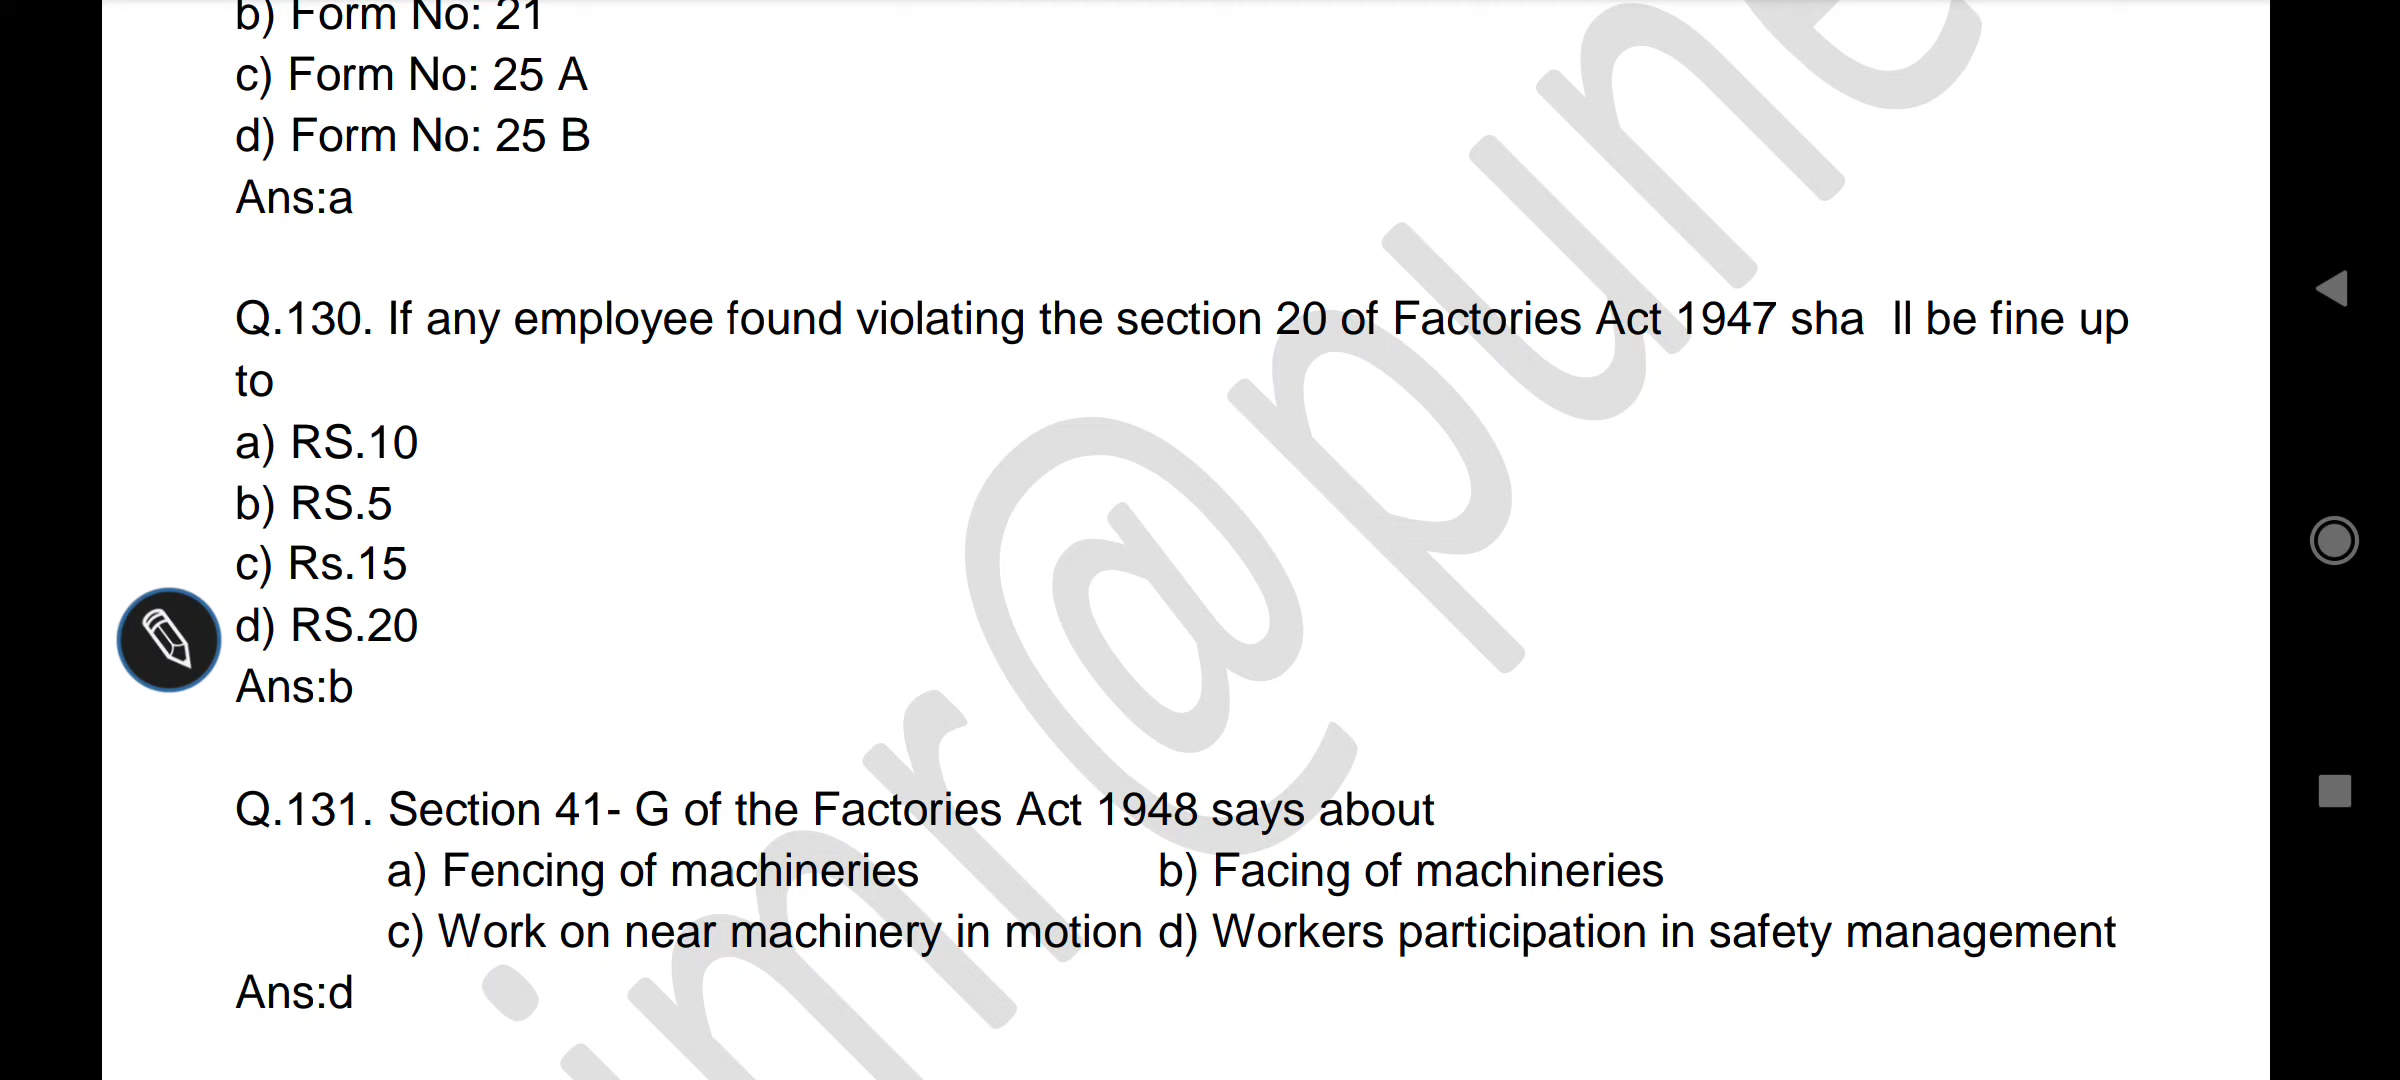 b) Form No: 21
c) Form No: 25 A
d) Form No: 25 B
Ans:a
Q.130. If any employee found violating the section 20 of Factories Act 1947 sha  ll be fine up
to
a) RS.10
b) RS.5
c) Rs.15
d) RS.20
Ans:b
Q.131. Section 41- G of the Factories Act 1948 says about
a) Fencing of machineries b) Facing of machineries
c) Work on near machinery in motion d) Workers participation in safety management
Ans:d
imr@pune